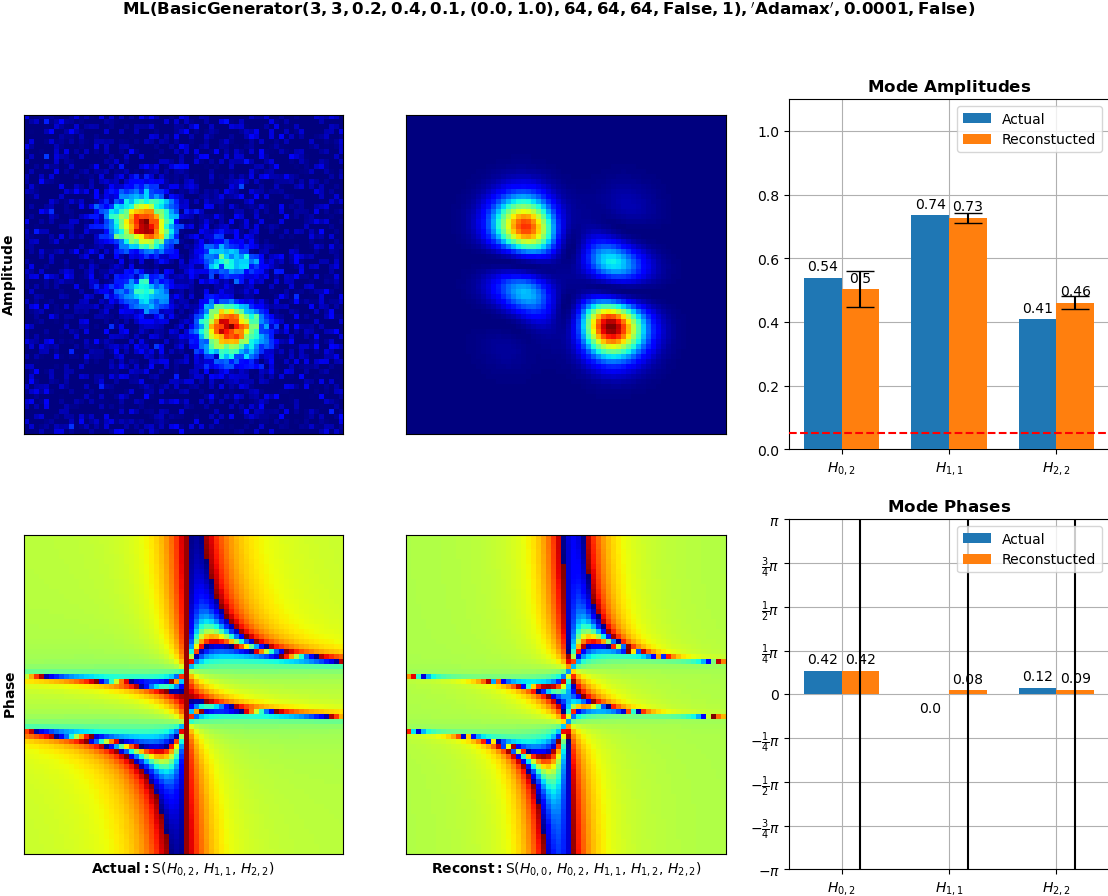 ML(BasicGenerator(3, 3, 0.2, 0.4, 0.1, (0.0, 1.0), 64, 64, 64, False, 1), ′Adamax′, 0.0001, False)
Amplitude
Mode Amplitudes
Actual
Reconstucted
1.0
0.8
0.6
0.4
0.2
0.0
0.54
0.5
0.74
0.73
0.41
0.46
H0, 2
H1, 1
H2, 2
Phase
Actual: S(H0, 2, H1, 1, H2, 2)
Reconst: S(H0, 0, H0, 2, H1, 1, H1, 2, H2, 2)
Mode Phases
Actual
Reconstucted
π
3/4π
1/2π
1/4π
0
−1/4π
−1/2π
−3/4π
−π
0.42
0.42
0.0
0.08
0.12
0.09
H0, 2
H1, 1
H2, 2